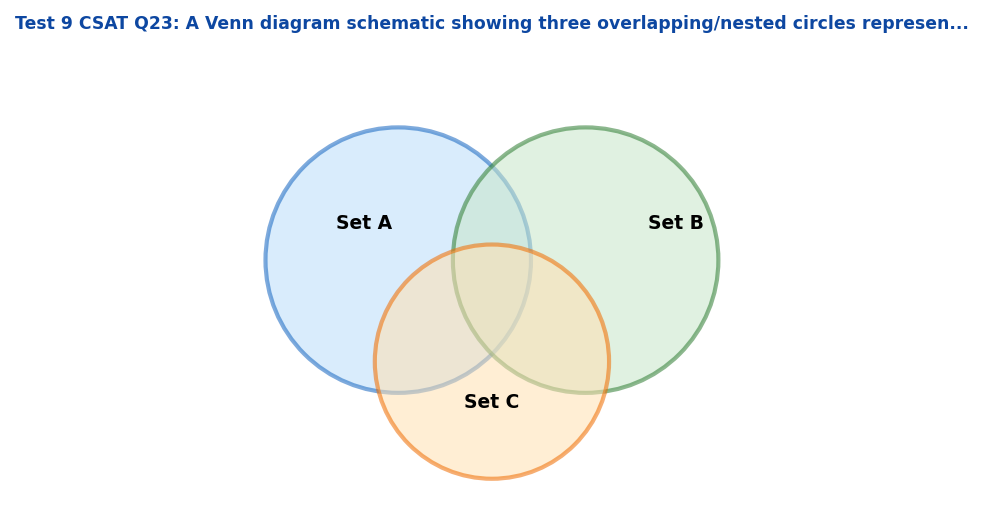 Test 9 CSAT Q23: A Venn diagram schematic showing three overlapping/nested circles represen...
Set A
Set B
Set C